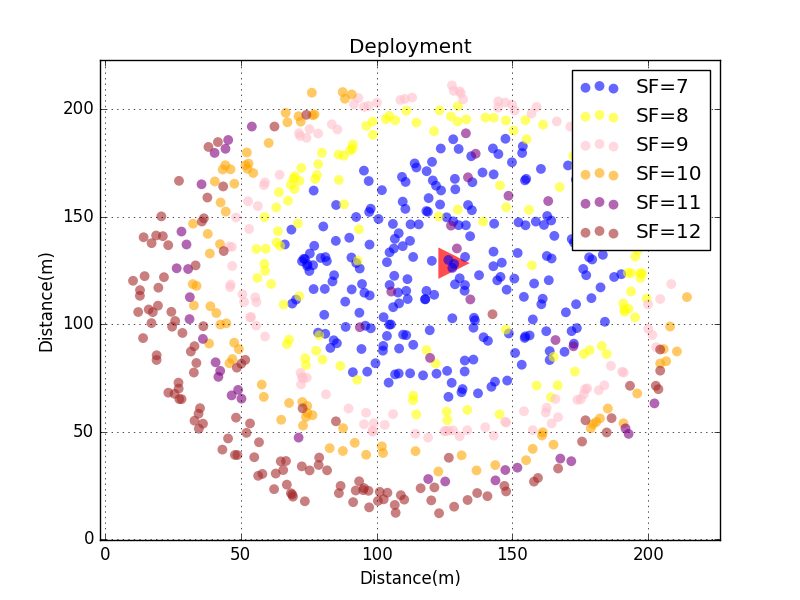 Deployment
SF=7
SF=8
SF=9
SF=10
SF=11
SF=12
200
150
100
50
0
Distance(m)
0 50 100 150 200
Distance(m)